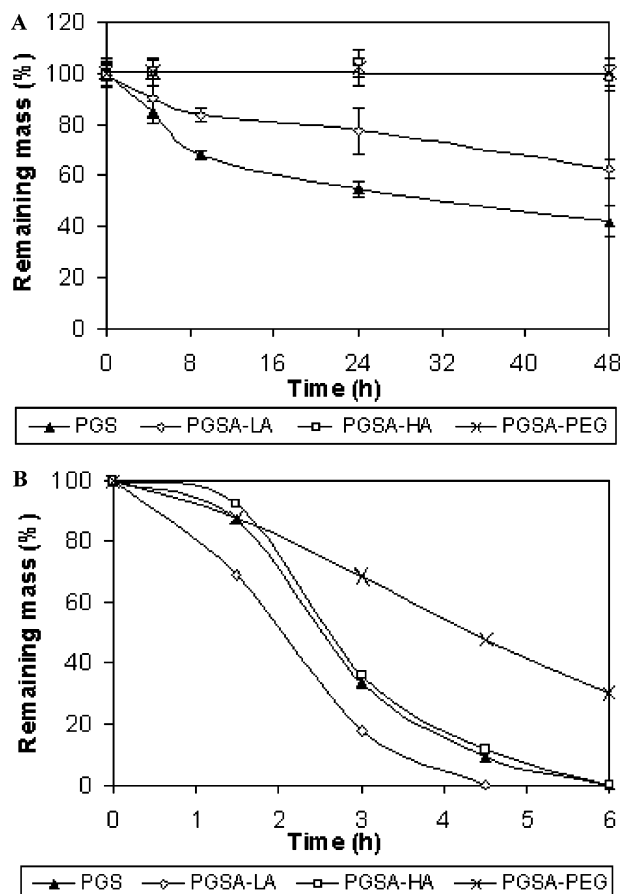 A
Remaining mass (%)
120
100
80
60
40
20
0
0 8 16 24 32 40 48
Time (h)
PGS PGSA-LA PGSA-HA PGSA-PEG
B
Remaining mass (%)
100
80
60
40
20
0
0 1 2 3 4 5 6
Time (h)
PGS PGSA-LA PGSA-HA PGSA-PEG